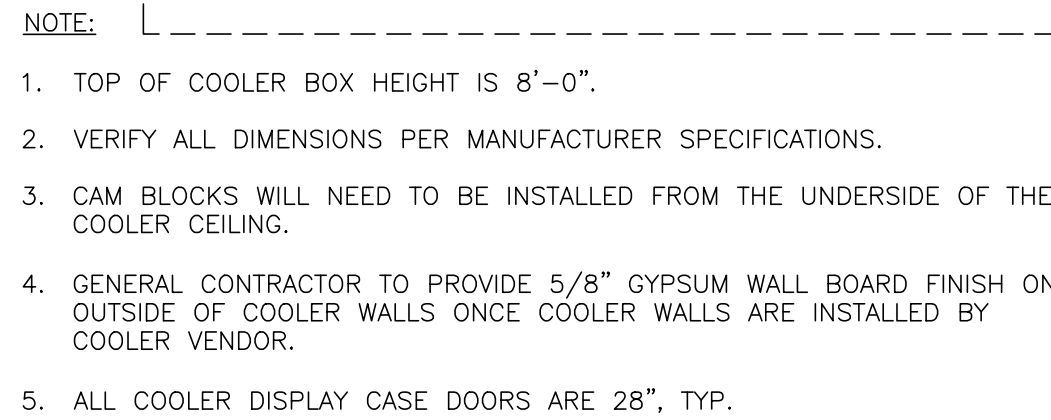 NOTE:
1. TOP OF COOLER BOX HEIGHT IS 8'-0".
2. VERIFY ALL DIMENSIONS PER MANUFACTURER SPECIFICATIONS.
3. CAM BLOCKS WILL NEED TO BE INSTALLED FROM THE UNDERSIDE OF THE
COOLER CEILING.
4. GENERAL CONTRACTOR TO PROVIDE 5/8" GYPSUM WALL BOARD FINISH ON
OUTSIDE OF COOLER WALLS ONCE COOLER WALLS ARE INSTALLED BY
COOLER VENDOR.
5. ALL COOLER DISPLAY CASE DOORS ARE 28", TYP.